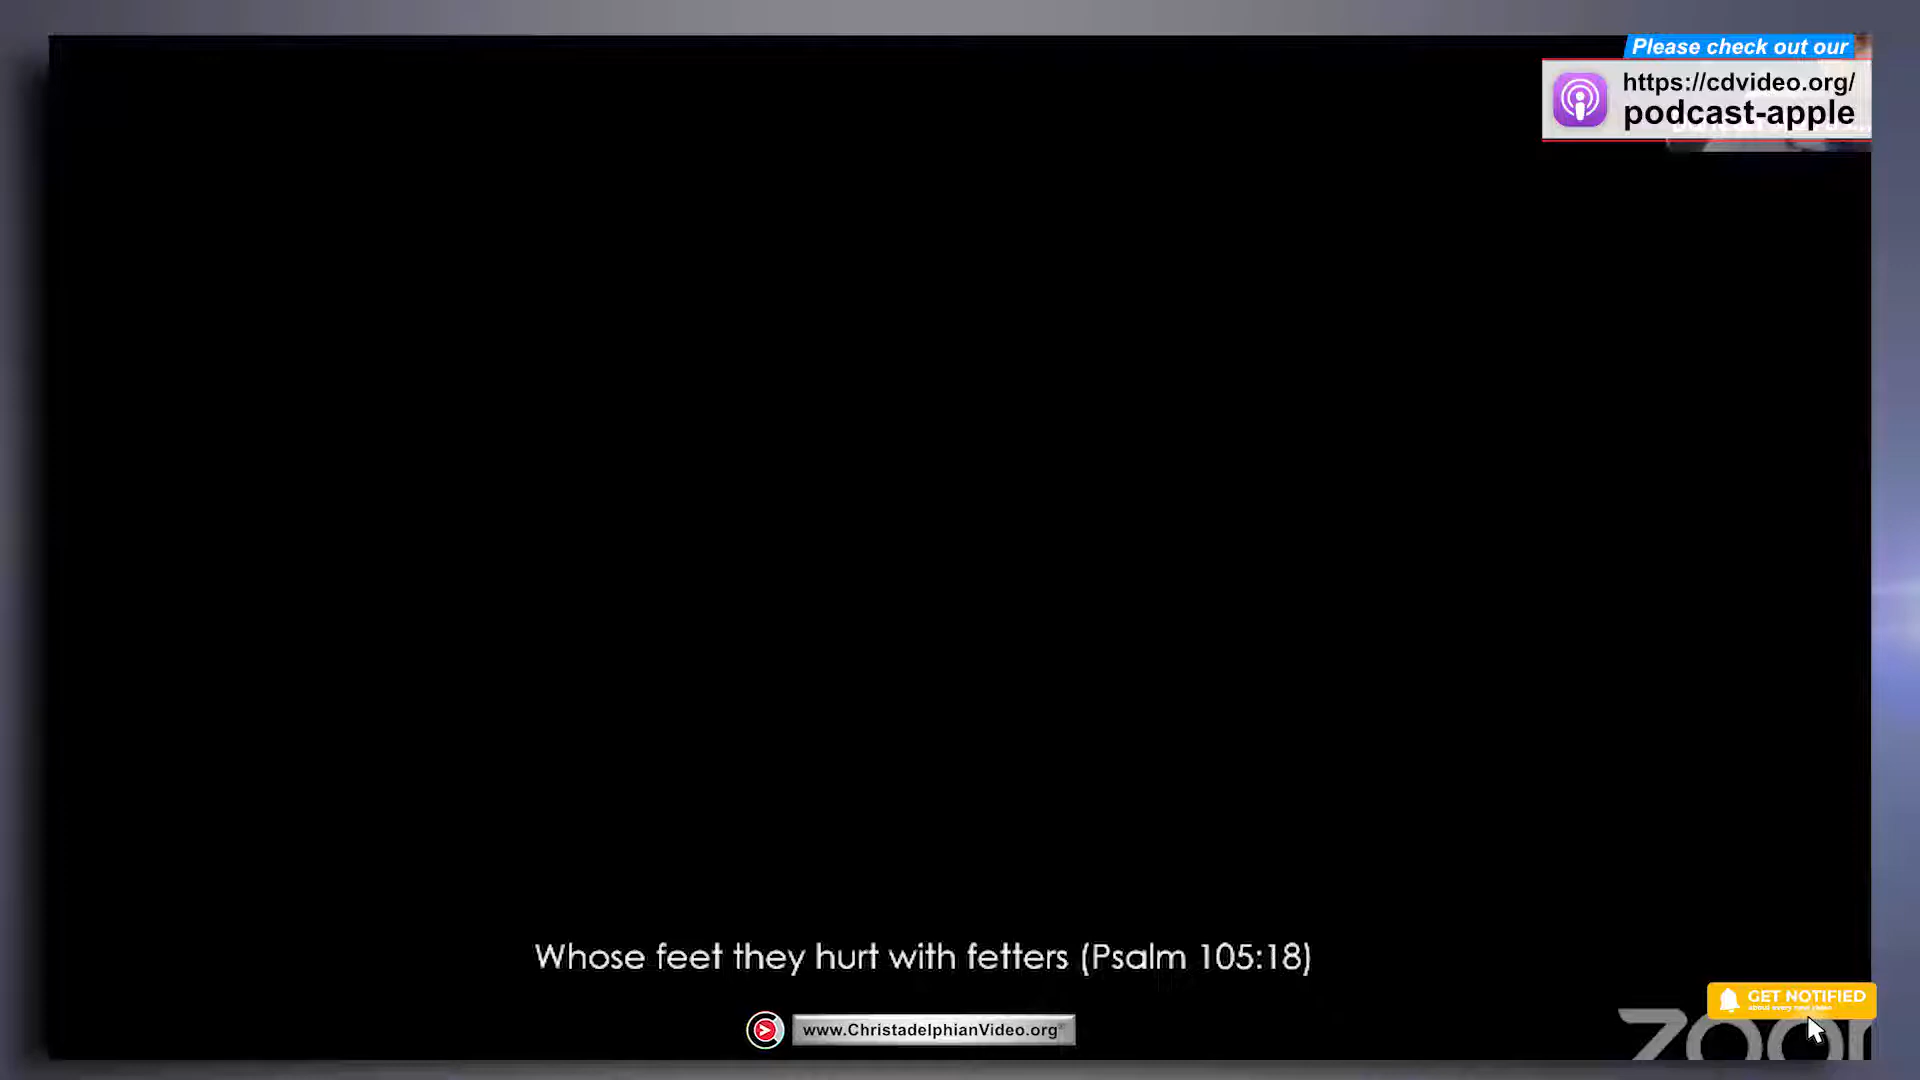 Please check out our
https://cdvideo.org/
podcast-apple
Whose feet they hurt with fetters (Psalm 105:18)
www.ChristadelphianVideo.org
GET NOTIFIED
zoom